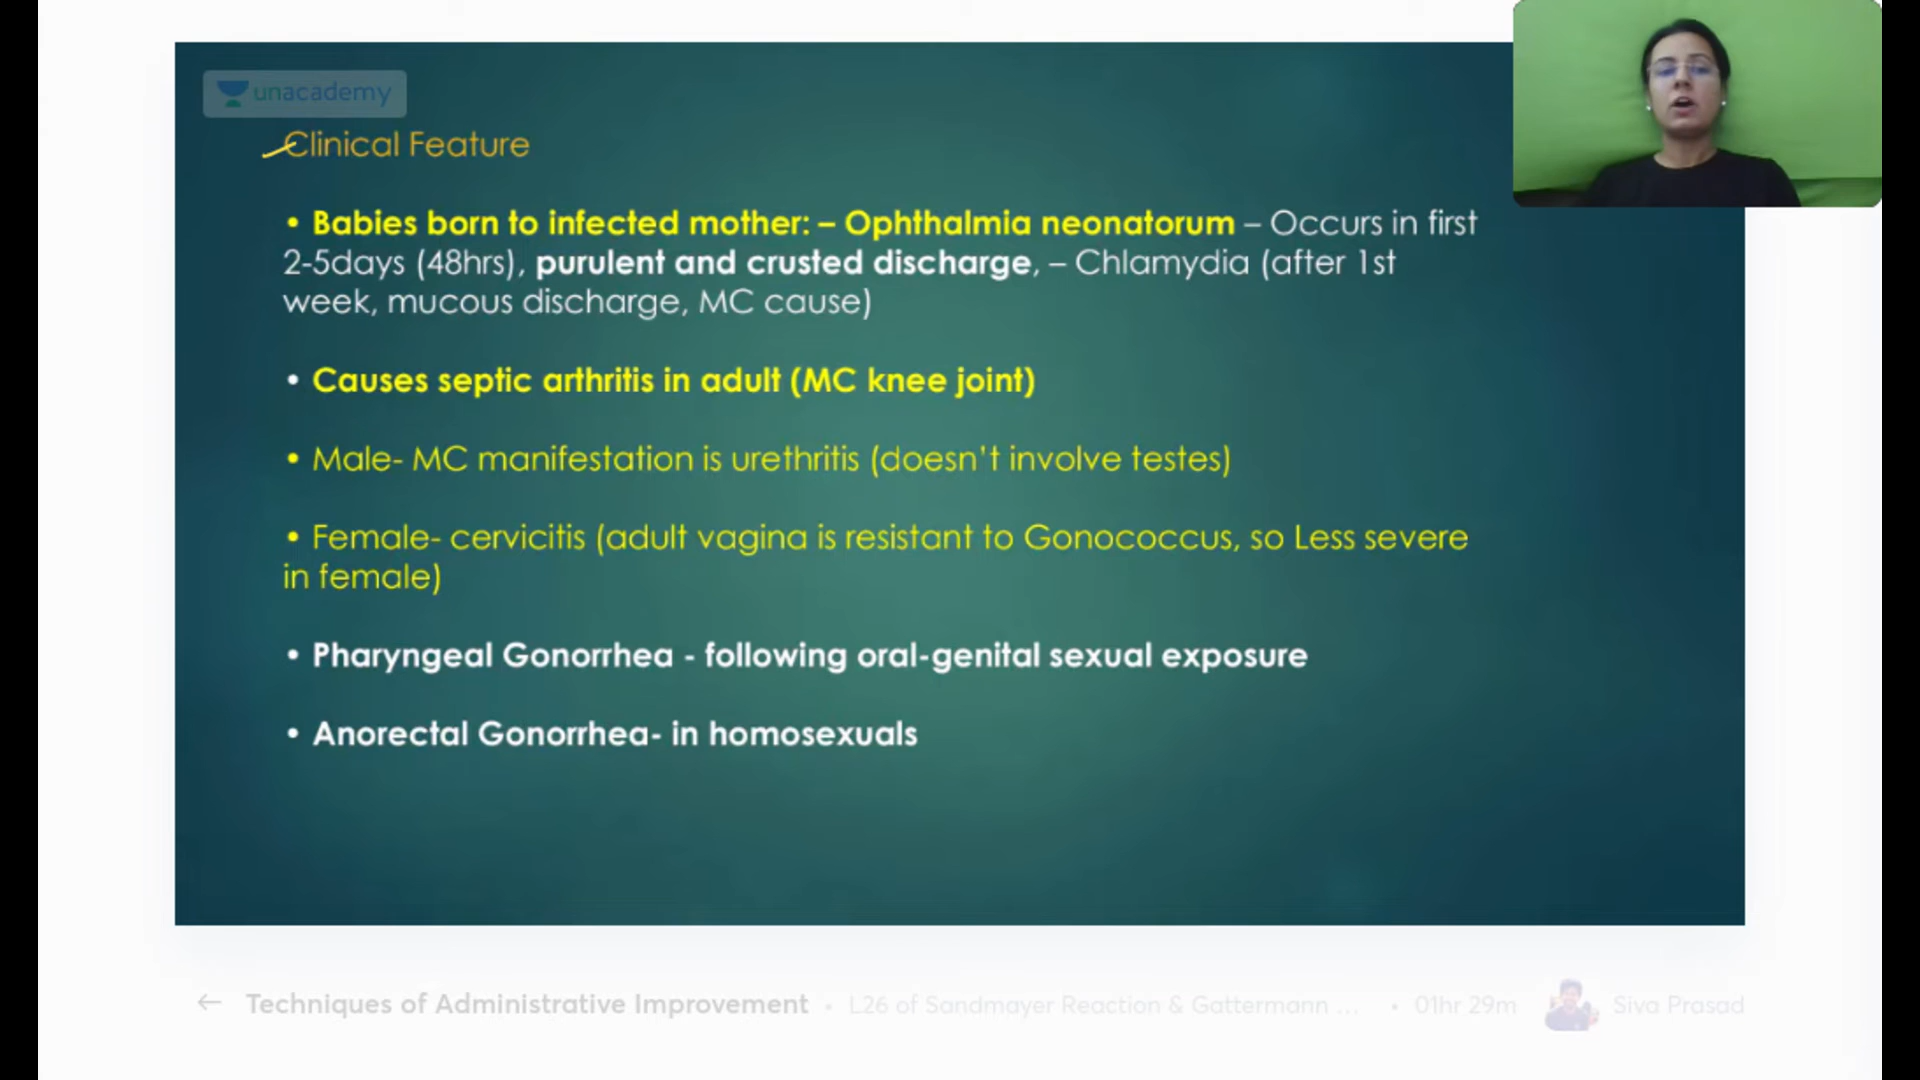 unacademy
Clinical Feature
• Babies born to infected mother: – Ophthalmia neonatorum – Occurs in first
2-5days (48hrs), purulent and crusted discharge, – Chlamydia (after 1st
week, mucous discharge, MC cause)
• Causes septic arthritis in adult (MC knee joint)
• Male- MC manifestation is urethritis (doesn't involve testes)
• Female- cervicitis (adult vagina is resistant to Gonococcus, so Less severe
in female)
• Pharyngeal Gonorrhea - following oral-genital sexual exposure
• Anorectal Gonorrhea- in homosexuals
← Techniques of Administrative Improvement • L26 of Sandmayer Reaction & Gattermann ... • 01hr 29m Siva Prasad